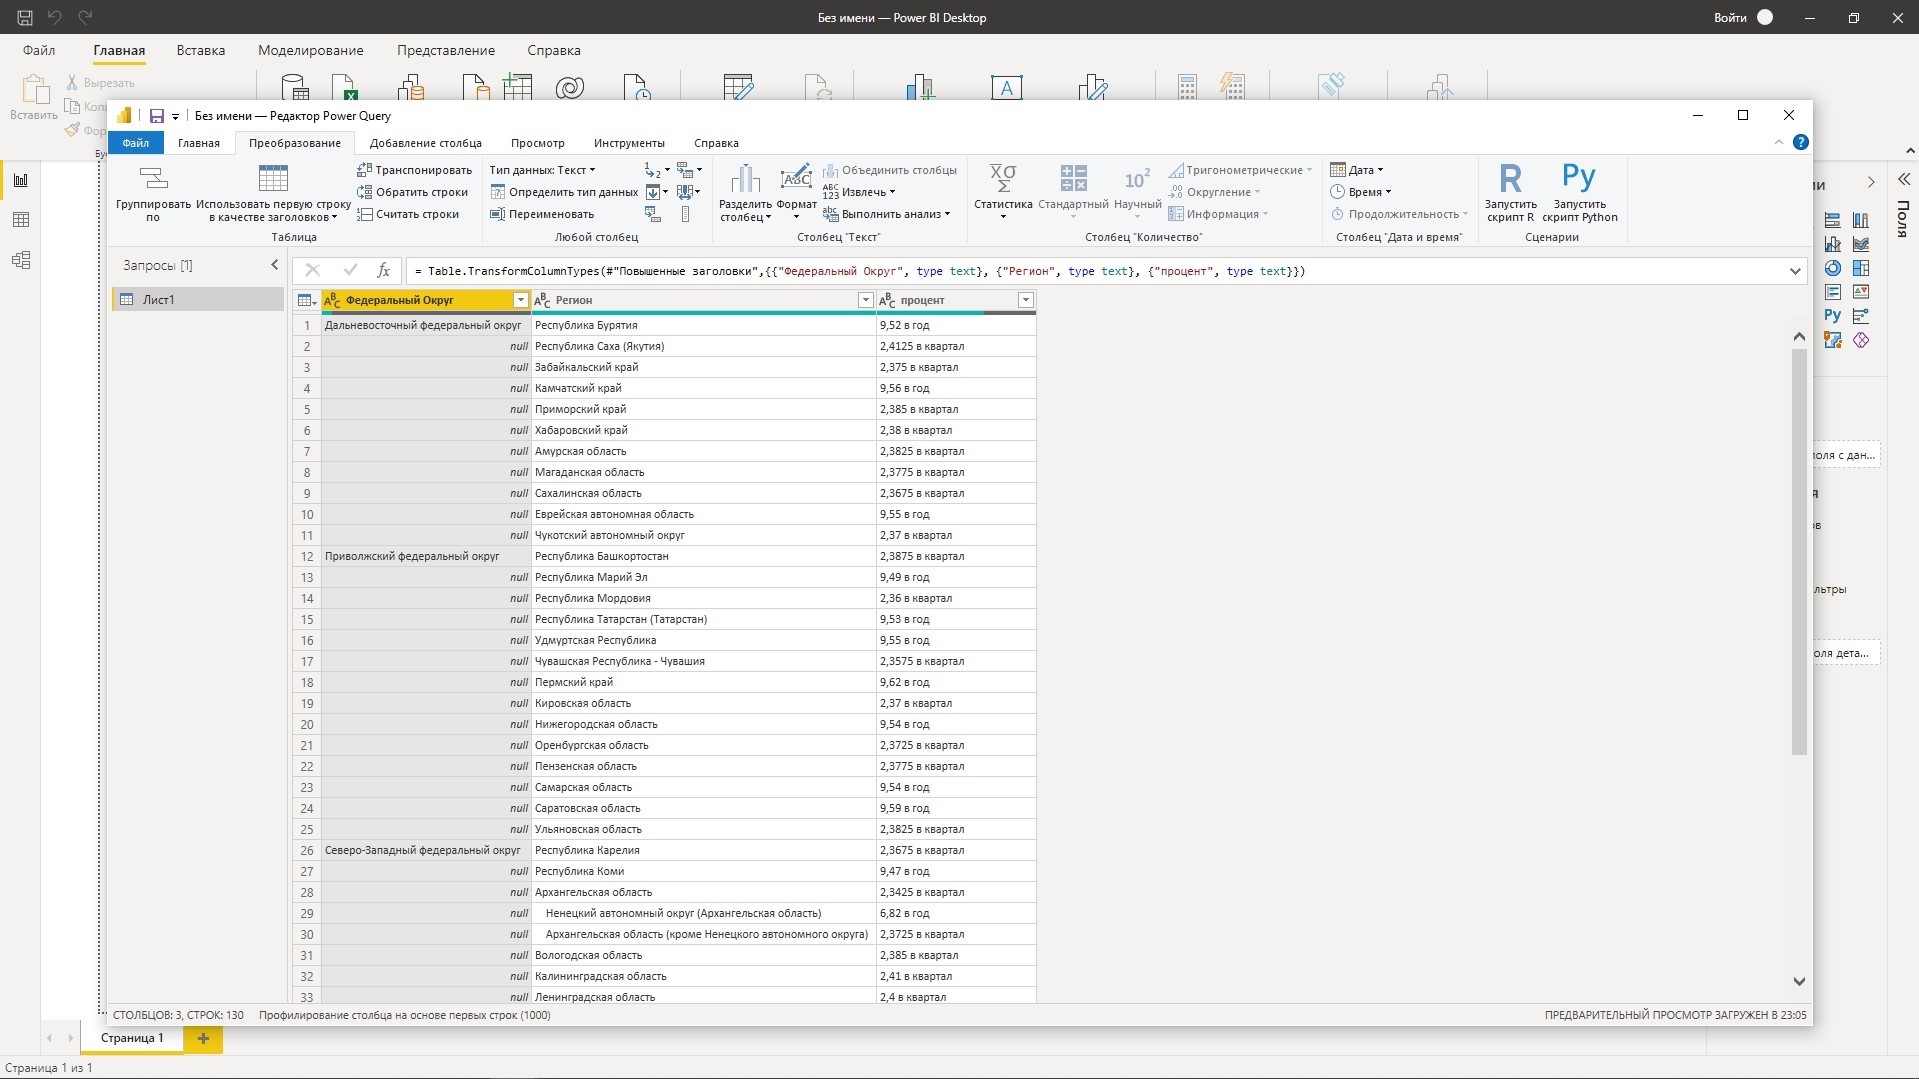 Без имени — Power BI Desktop
Войти
Файл
Главная
Вставка
Моделирование
Представление
Справка
Вставить
Вырезать
Без имени — Редактор Power Query
Файл
Главная
Преобразование
Добавление столбца
Просмотр
Инструменты
Справка
Группировать по
Использовать первую строку в качестве заголовков
Транспонировать
Обратить строки
Считать строки
Таблица
Тип данных: Текст
Определить тип данных
Переименовать
Любой столбец
Разделить столбец
Формат
Объединить столбцы
Извлечь
Выполнить анализ
Столбец "Текст"
Статистика
Стандартный
Научный
Тригонометрические
Округление
Информация
Столбец "Количество"
Дата
Время
Продолжительность
Столбец "Дата и время"
Запустить скрипт R
Запустить скрипт Python
Сценарии
Поля
Запросы [1]
Лист1
= Table.TransformColumnTypes(#"Повышенные заголовки",{{"Федеральный Округ", type text}, {"Регион", type text}, {"процент", type text}})
Федеральный Округ Регион процент
1 Дальневосточный федеральный округ Республика Бурятия 9,52 в год
2 null Республика Саха (Якутия) 2,4125 в квартал
3 null Забайкальский край 2,375 в квартал
4 null Камчатский край 9,56 в год
5 null Приморский край 2,385 в квартал
6 null Хабаровский край 2,38 в квартал
7 null Амурская область 2,3825 в квартал
8 null Магаданская область 2,3775 в квартал
9 null Сахалинская область 2,3675 в квартал
10 null Еврейская автономная область 9,55 в год
11 null Чукотский автономный округ 2,37 в квартал
12 Приволжский федеральный округ Республика Башкортостан 2,3875 в квартал
13 null Республика Марий Эл 9,49 в год
14 null Республика Мордовия 2,36 в квартал
15 null Республика Татарстан (Татарстан) 9,53 в год
16 null Удмуртская Республика 9,55 в год
17 null Чувашская Республика - Чувашия 2,3575 в квартал
18 null Пермский край 9,62 в год
19 null Кировская область 2,37 в квартал
20 null Нижегородская область 9,54 в год
21 null Оренбургская область 2,3725 в квартал
22 null Пензенская область 2,3775 в квартал
23 null Самарская область 9,54 в год
24 null Саратовская область 9,59 в год
25 null Ульяновская область 2,3825 в квартал
26 Северо-Западный федеральный округ Республика Карелия 2,3675 в квартал
27 null Республика Коми 9,47 в год
28 null Архангельская область 2,3425 в квартал
29 null Ненецкий автономный округ (Архангельская область) 6,82 в год
30 null Архангельская область (кроме Ненецкого автономного округа) 2,3725 в квартал
31 null Вологодская область 2,385 в квартал
32 null Калининградская область 2,41 в квартал
33 null Ленинградская область 2,4 в квартал
СТОЛБЦОВ: 3, СТРОК: 130
Профилирование столбца на основе первых строк (1000)
ПРЕДВАРИТЕЛЬНЫЙ ПРОСМОТР ЗАГРУЖЕН В 23:05
Страница 1
Страница 1 из 1